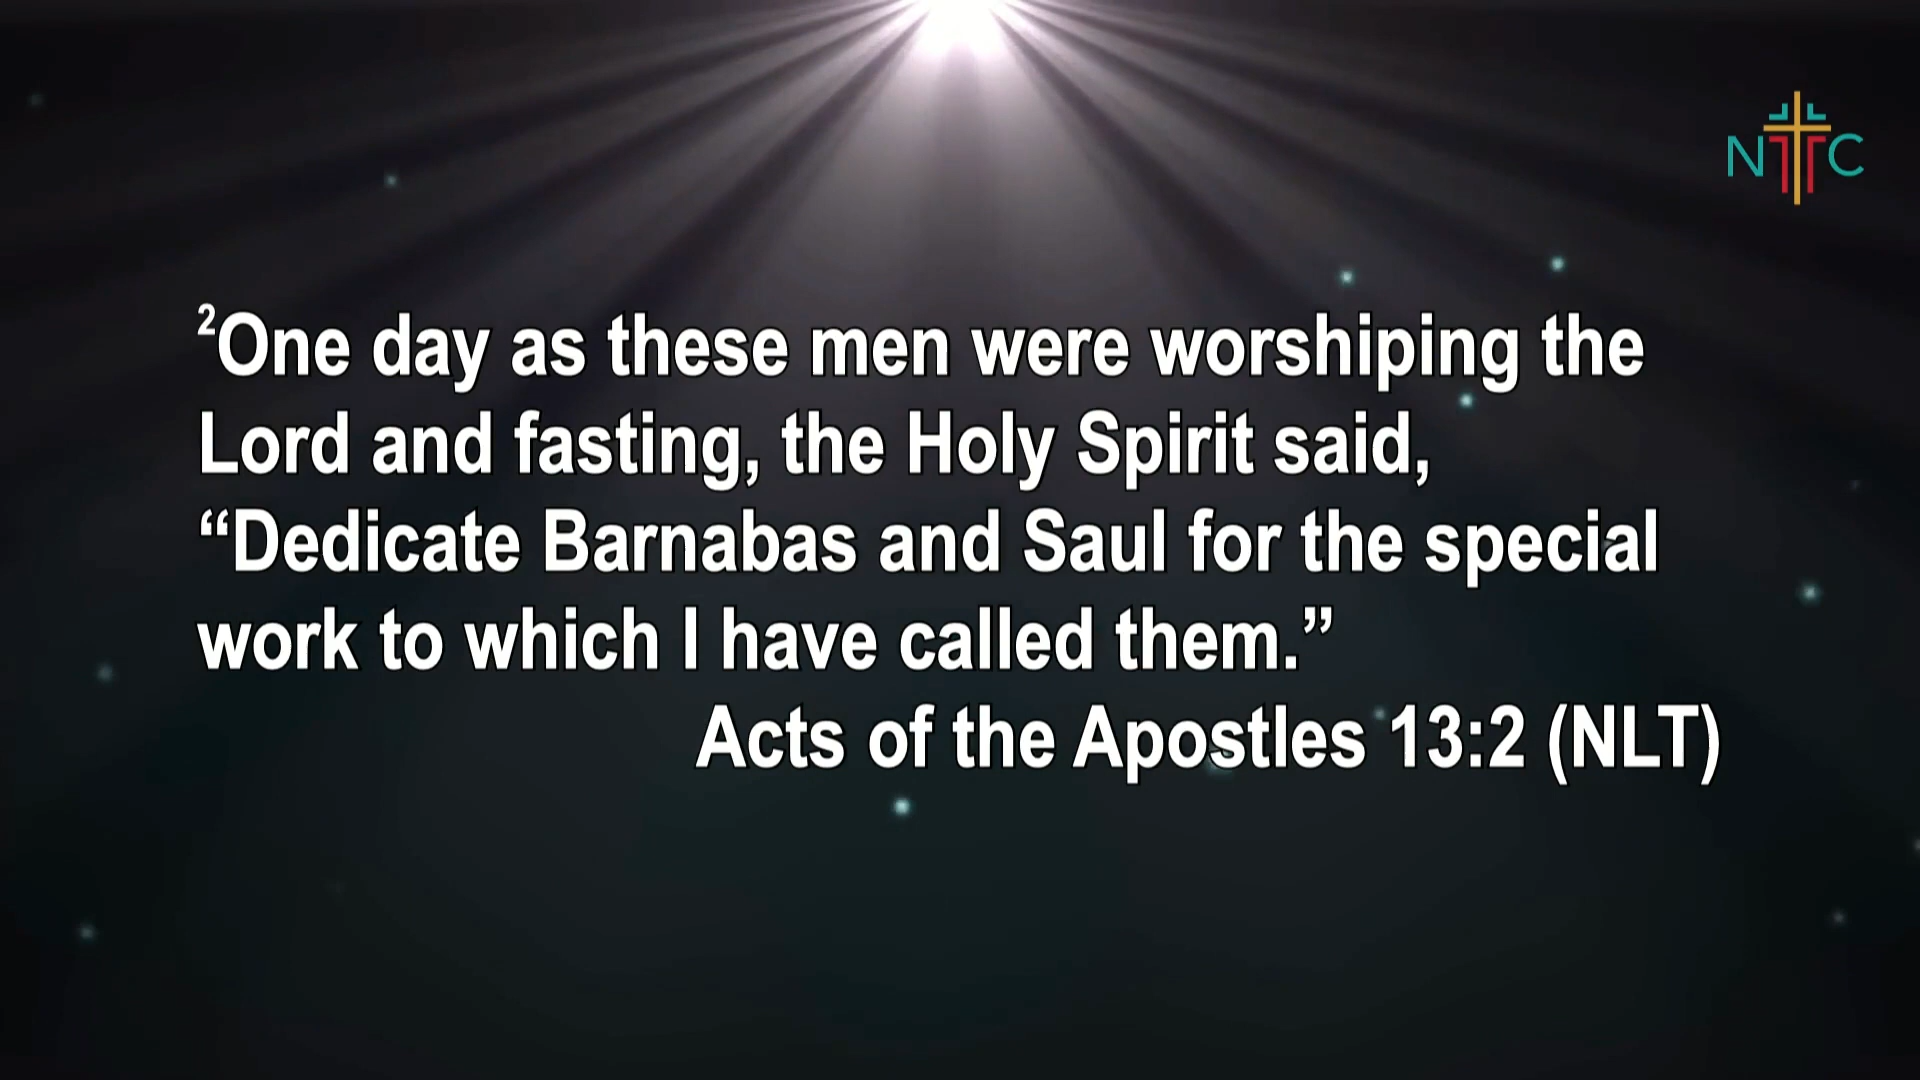 NTC
²One day as these men were worshiping the
Lord and fasting, the Holy Spirit said,
“Dedicate Barnabas and Saul for the special
work to which I have called them.”
Acts of the Apostles 13:2 (NLT)